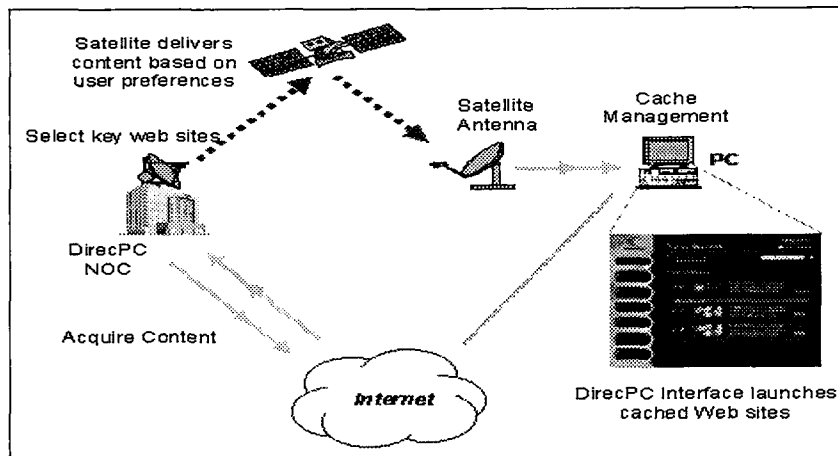 Satellite delivers
content based on
user preferences
Select key web sites
DirecPC
NOC
Acquire Content
Satellite
Antenna
Cache
Management
PC
Internet
DirecPC Interface launches
cached Web sites